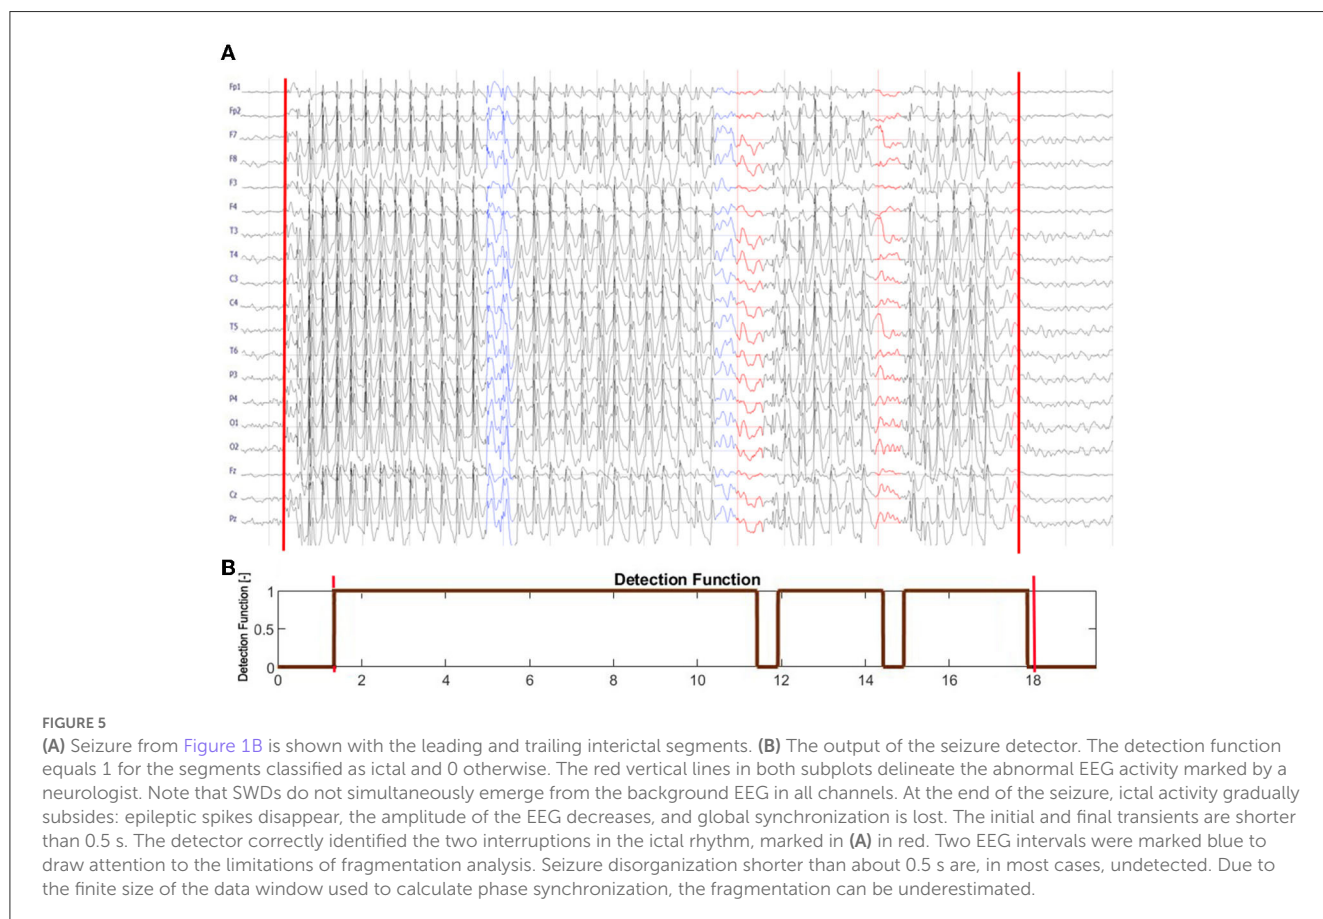 A
Fp1
Fp2
F7
F8
F3
F4
T3
T4
C3
C4
T5
T6
P3
P4
O1
O2
Fz
Cz
Pz
B
Detection Function
Detection Function [-]
1
0.5
0
0 2 4 6 8 10 12 14 16 18
FIGURE 5
(A) Seizure from Figure 1B is shown with the leading and trailing interictal segments. (B) The output of the seizure detector. The detection function
equals 1 for the segments classified as ictal and 0 otherwise. The red vertical lines in both subplots delineate the abnormal EEG activity marked by a
neurologist. Note that SWDs do not simultaneously emerge from the background EEG in all channels. At the end of the seizure, ictal activity gradually
subsides: epileptic spikes disappear, the amplitude of the EEG decreases, and global synchronization is lost. The initial and final transients are shorter
than 0.5 s. The detector correctly identified the two interruptions in the ictal rhythm, marked in (A) in red. Two EEG intervals were marked blue to
draw attention to the limitations of fragmentation analysis. Seizure disorganization shorter than about 0.5 s are, in most cases, undetected. Due to
the finite size of the data window used to calculate phase synchronization, the fragmentation can be underestimated.